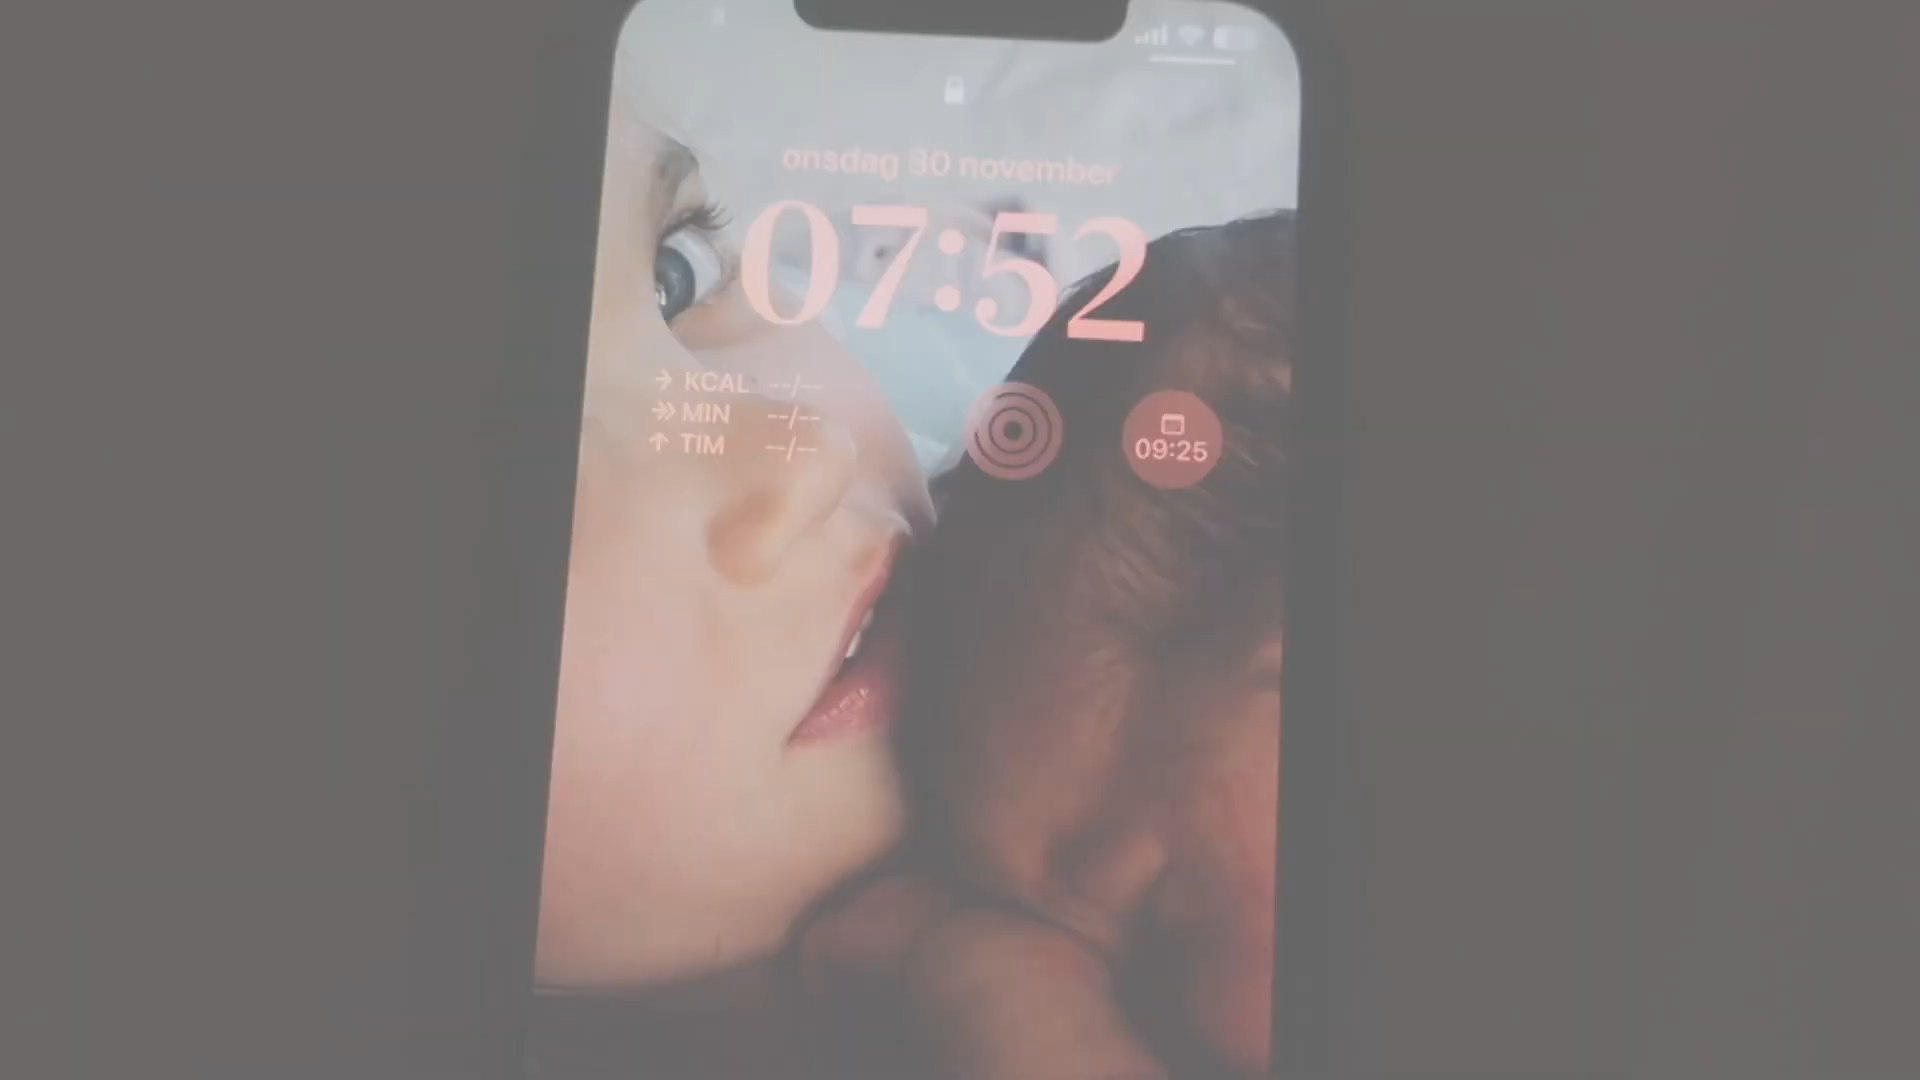 onsdag 30 november
07:52
→ KCAL --/--
↠ MIN --/--
↑ TIM --/--
09:25